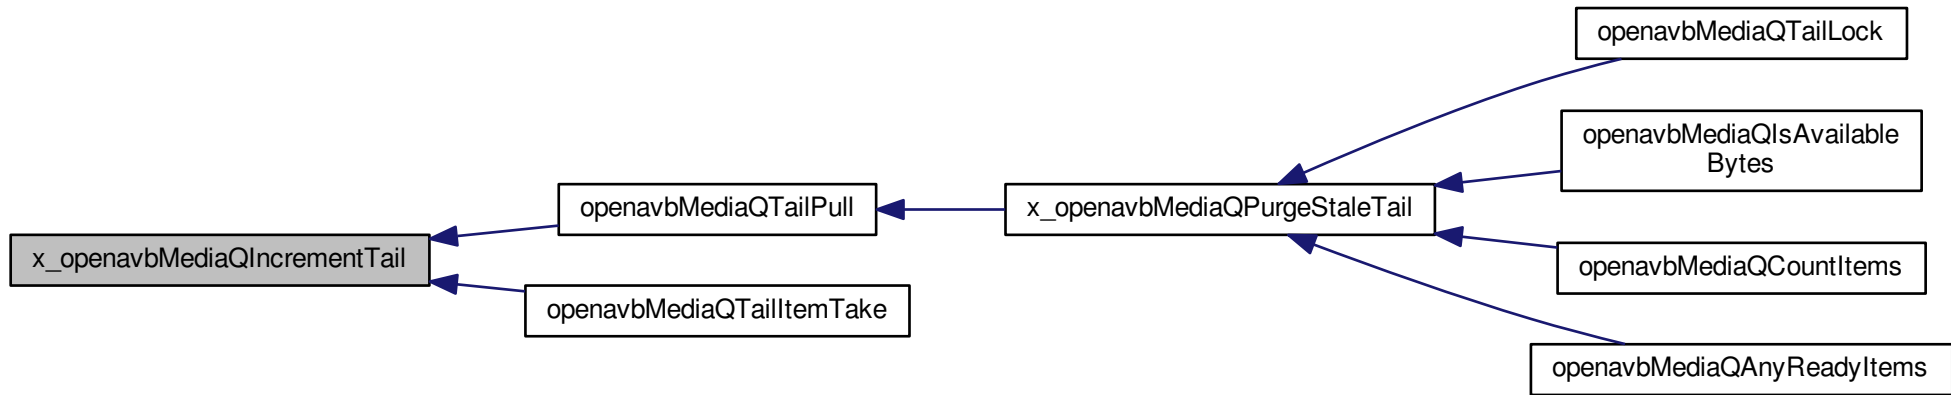 openavbMediaQTailLock
openavbMediaQIsAvailable
Bytes
openavbMediaQTailPull
x_openavbMediaQPurgeStaleTail
x_openavbMediaQIncrementTail
openavbMediaQCountItems
openavbMediaQTailItemTake
openavbMediaQAnyReadyItems